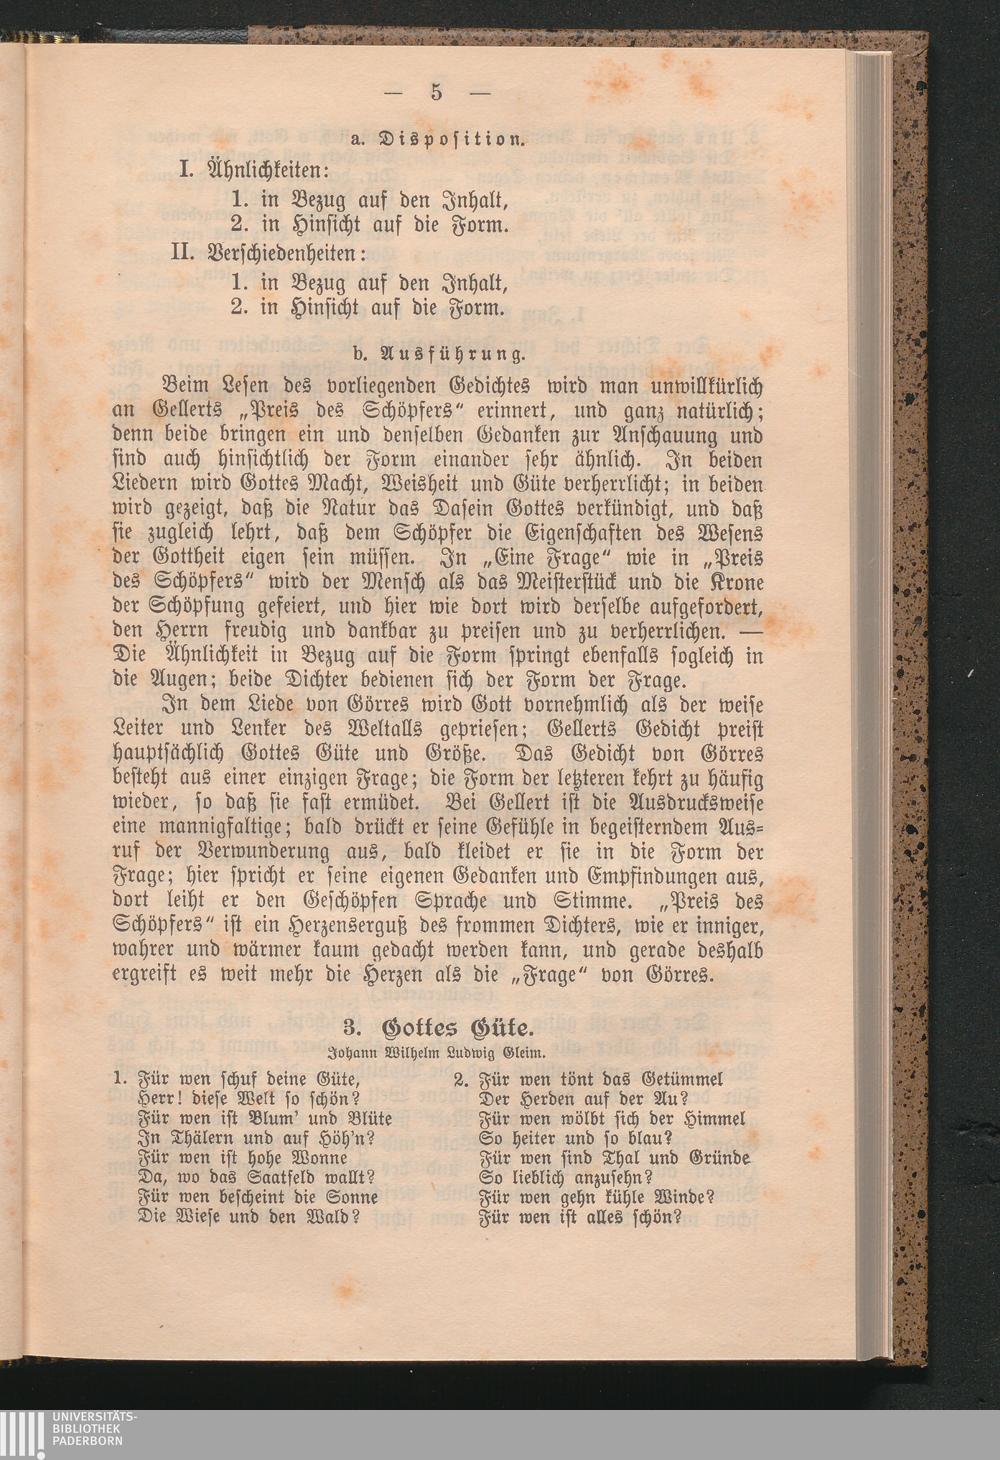 — 5 —
a. Disposition.
I. Ähnlichkeiten:
1. in Bezug auf den Inhalt,
2. in Hinsicht auf die Form.
II. Verschiedenheiten:
1. in Bezug auf den Inhalt,
2. in Hinsicht auf die Form.
b. Ausführung.
Beim Lesen des vorliegenden Gedichtes wird man unwillkürlich
an Gellerts „Preis des Schöpfers“ erinnert, und ganz natürlich;
denn beide bringen ein und denselben Gedanken zur Anschauung und
sind auch hinsichtlich der Form einander sehr ähnlich. In beiden
Liedern wird Gottes Macht, Weisheit und Güte verherrlicht; in beiden
wird gezeigt, daß die Natur das Dasein Gottes verkündigt, und daß
sie zugleich lehrt, daß dem Schöpfer die Eigenschaften des Wesens
der Gottheit eigen sein müssen. In „Eine Frage“ wie in „Preis
des Schöpfers“ wird der Mensch als das Meisterstück und die Krone
der Schöpfung gefeiert, und hier wie dort wird derselbe aufgefordert,
den Herrn freudig und dankbar zu preisen und zu verherrlichen. —
Die Ähnlichkeit in Bezug auf die Form springt ebenfalls sogleich in
die Augen; beide Dichter bedienen sich der Form der Frage.
In dem Liede von Görres wird Gott vornehmlich als der weise
Leiter und Lenker des Weltalls gepriesen; Gellerts Gedicht preist
hauptsächlich Gottes Güte und Größe. Das Gedicht von Görres
besteht aus einer einzigen Frage; die Form der letzteren kehrt zu häufig
wieder, so daß sie fast ermüdet. Bei Gellert ist die Ausdrucksweise
eine mannigfaltige; bald drückt er seine Gefühle in begeisterndem Aus-
ruf der Verwunderung aus, bald kleidet er sie in die Form der
Frage; hier spricht er seine eigenen Gedanken und Empfindungen aus,
dort leiht er den Geschöpfen Sprache und Stimme. „Preis des
Schöpfers“ ist ein Herzenserguß des frommen Dichters, wie er inniger,
wahrer und wärmer kaum gedacht werden kann, und gerade deshalb
ergreift es weit mehr die Herzen als die „Frage“ von Görres.
3. Gottes Güte.
Johann Wilhelm Ludwig Gleim.
1. Für wen schuf deine Güte,
Herr! diese Welt so schön?
Für wen ist Blum' und Blüte
In Thälern und auf Höh'n?
Für wen ist hohe Wonne
Da, wo das Saatfeld wallt?
Für wen bescheint die Sonne
Die Wiese und den Wald?
2. Für wen tönt das Getümmel
Der Herden auf der Au?
Für wen wölbt sich der Himmel
So heiter und so blau?
Für wen sind Thal und Gründe
So lieblich anzusehn?
Für wen gehn kühle Winde?
Für wen ist alles schön?
UNIVERSITÄTS-
BIBLIOTHEK
PADERBORN